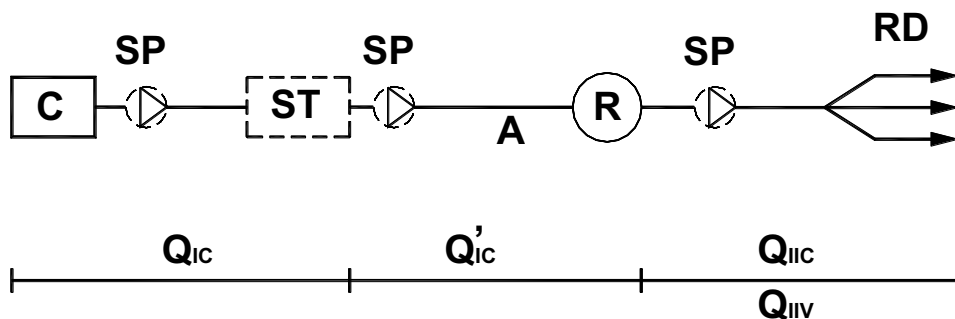 RD
SP SP SP
C ST R
A
QIC Q'IC QIIC
QIIV